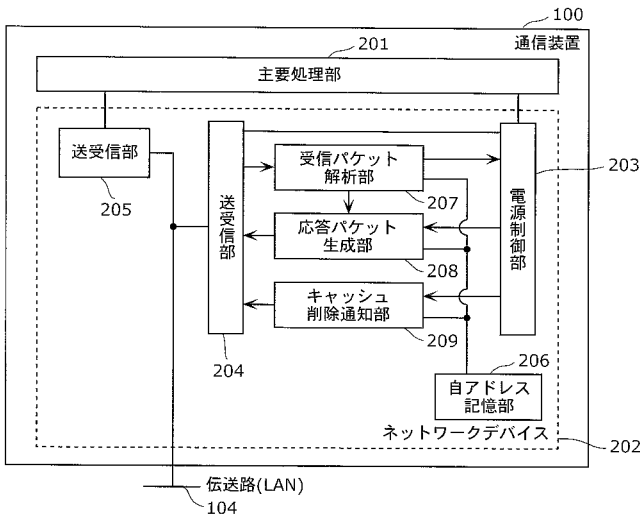 100
通信装置
201
主要処理部
送受信部
205
送受信部
204
受信パケット
解析部
207
応答パケット
生成部
208
キャッシュ
削除通知部
209
電源制御部
203
206
自アドレス
記憶部
ネットワークデバイス
202
伝送路(LAN)
104